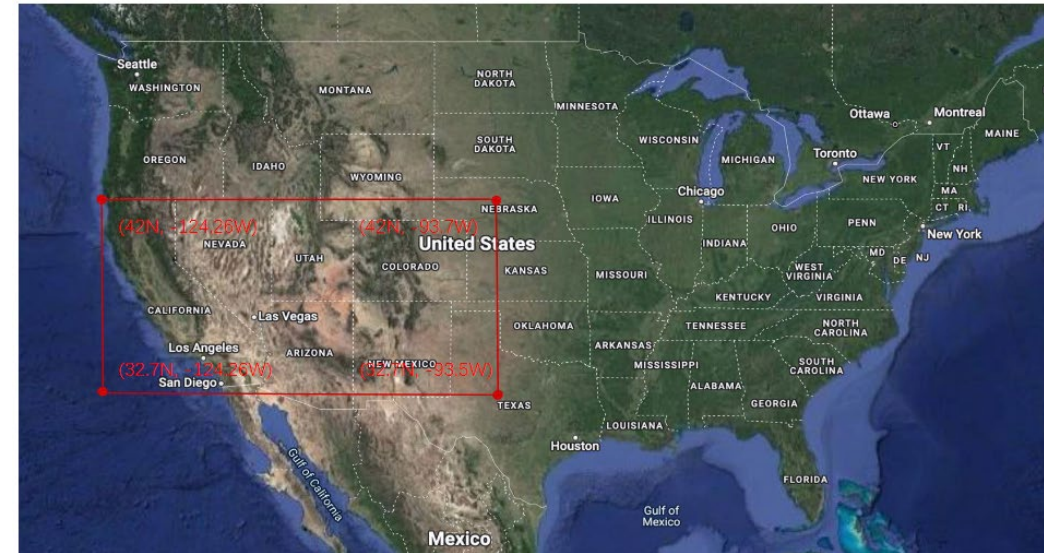 Seattle
WASHINGTON
MONTANA
NORTH
DAKOTA
MINNESOTA
Ottawa
Montreal
MAINE
OREGON
IDAHO
SOUTH
DAKOTA
WYOMING
WISCONSIN
MICHIGAN
Toronto
VT
NH
NEW YORK
MA
CT RI
Chicago
IOWA
NEBRASKA
ILLINOIS
INDIANA
OHIO
PENN
New York
(42N, -124.26W)
(42N, -93.7W)
NEVADA
UTAH
COLORADO
United States
KANSAS
MISSOURI
WEST
VIRGINIA
MD
DE
NJ
KENTUCKY
VIRGINIA
CALIFORNIA
Las Vegas
OKLAHOMA
TENNESSEE
NORTH
CAROLINA
Los Angeles
ARIZONA
NEW MEXICO
ARKANSAS
MISSISSIPPI
SOUTH
CAROLINA
(32.7N, -124.26W)
(32.7N, -93.5W)
San Diego
ALABAMA
GEORGIA
TEXAS
LOUISIANA
Houston
Gulf of California
FLORIDA
Gulf of
Mexico
Mexico